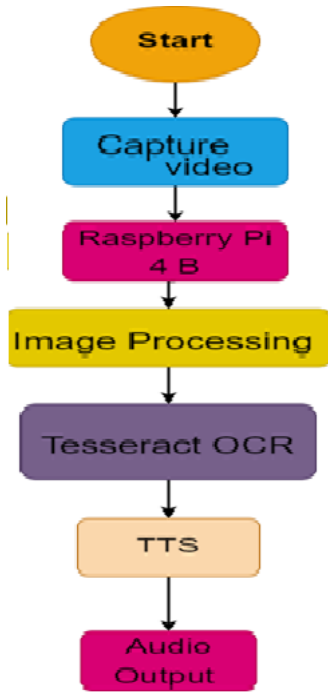 Start
Capture
video
Raspberry Pi
4 B
Image Processing
Tesseract OCR
TTS
Audio
Output